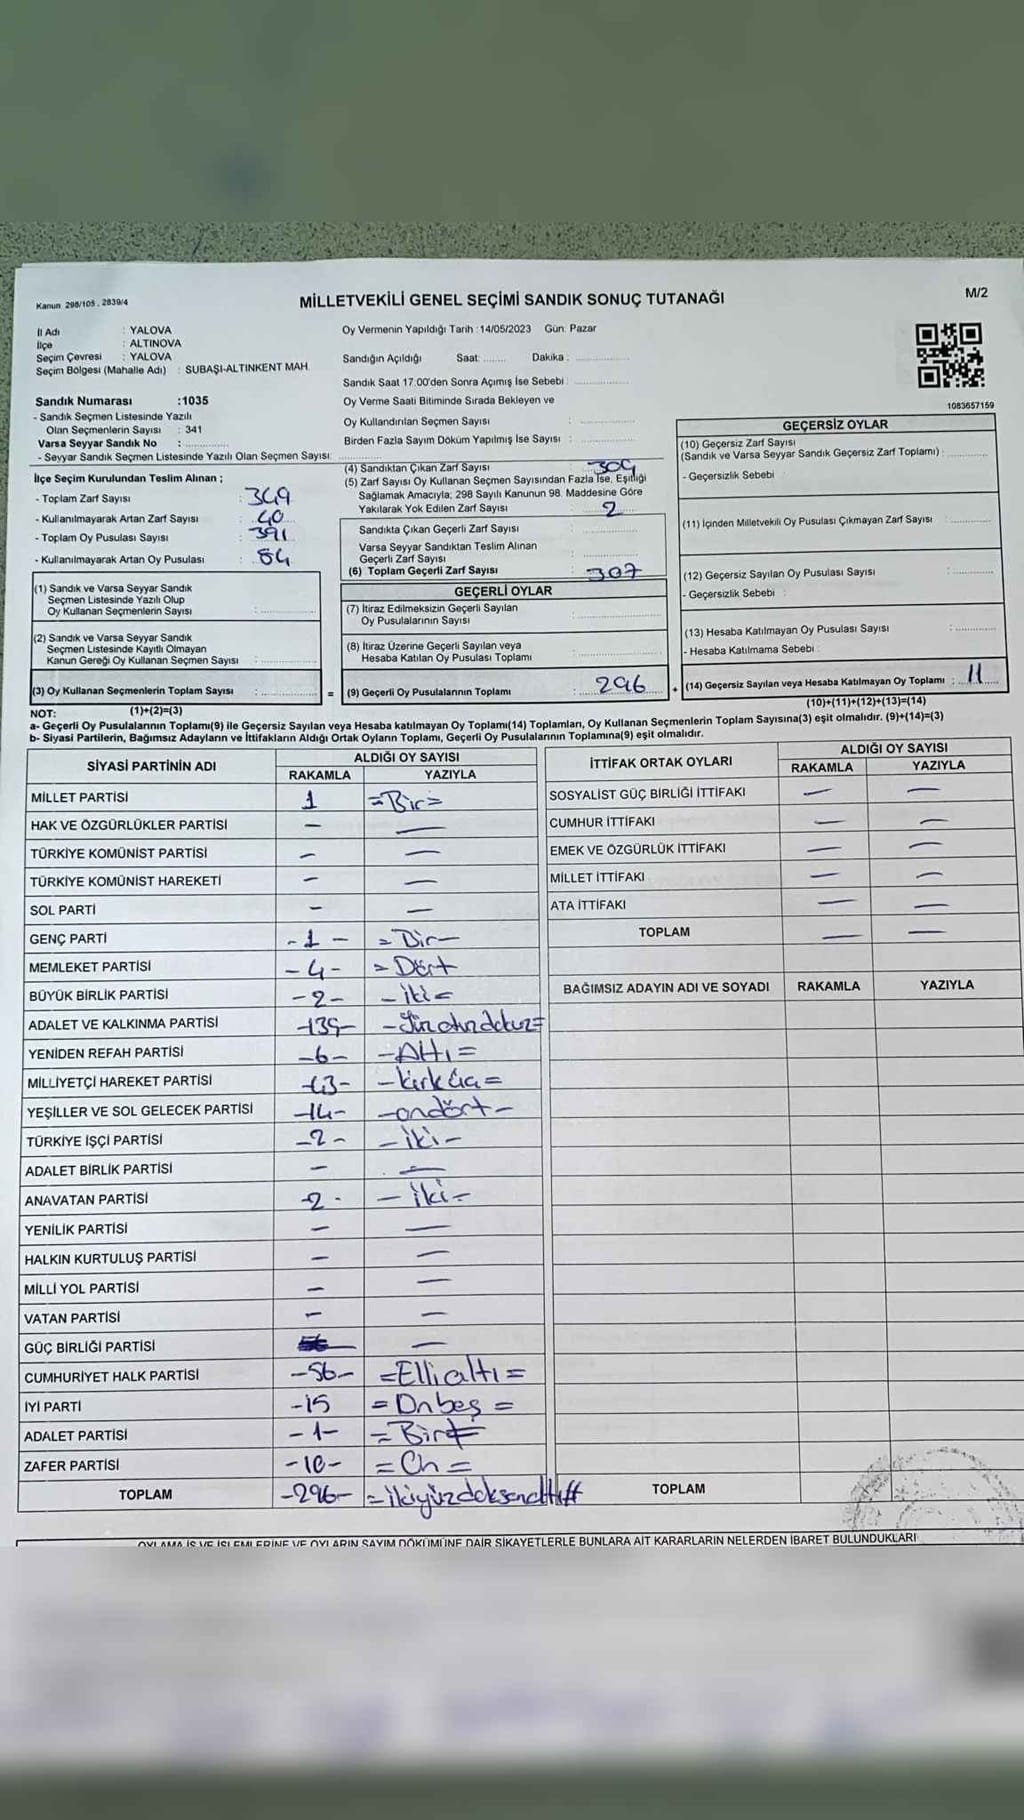 Kanun 298/105, 2839/4
MİLLETVEKİLİ GENEL SEÇİMİ SANDIK SONUÇ TUTANAĞI
M/2
İl Adı : YALOVA
İlçe : ALTINOVA
Seçim Çevresi : YALOVA
Seçim Bölgesi (Mahalle Adı) : SUBAŞI-ALTINKENT MAH.
Sandık Numarası :1035
- Sandık Seçmen Listesinde Yazılı
Olan Seçmenlerin Sayısı : 341
Varsa Seyyar Sandık No :
- Seyyar Sandık Seçmen Listesinde Yazılı Olan Seçmen Sayısı:
Oy Vermenin Yapıldığı Tarih :14/05/2023 Gün: Pazar
Sandığın Açıldığı Saat: Dakika :
Sandık Saat 17:00'den Sonra Açımış İse Sebebi :
Oy Verme Saati Bitiminde Sırada Bekleyen ve
Oy Kullandırılan Seçmen Sayısı :
Birden Fazla Sayım Döküm Yapılmış İse Sayısı :
1083657159
İlçe Seçim Kurulundan Teslim Alınan ;
- Toplam Zarf Sayısı : 349
- Kullanılmayarak Artan Zarf Sayısı : 40
- Toplam Oy Pusulası Sayısı : 391
- Kullanılmayarak Artan Oy Pusulası : 84
(1) Sandık ve Varsa Seyyar Sandık
Seçmen Listesinde Yazılı Olup
Oy Kullanan Seçmenlerin Sayısı :
(2) Sandık ve Varsa Seyyar Sandık
Seçmen Listesinde Kayıtlı Olmayan
Kanun Gereği Oy Kullanan Seçmen Sayısı :
(3) Oy Kullanan Seçmenlerin Toplam Sayısı :
(1)+(2)=(3)
(4) Sandıktan Çıkan Zarf Sayısı : 309
(5) Zarf Sayısı Oy Kullanan Seçmen Sayısından Fazla İse, Eşitliği
Sağlamak Amacıyla, 298 Sayılı Kanunun 98. Maddesine Göre
Yakılarak Yok Edilen Zarf Sayısı : 2
Sandıkta Çıkan Geçerli Zarf Sayısı :
Varsa Seyyar Sandıktan Teslim Alınan
Geçerli Zarf Sayısı :
(6) Toplam Geçerli Zarf Sayısı : 307
GEÇERLİ OYLAR
(7) İtiraz Edilmeksizin Geçerli Sayılan
Oy Pusulalarının Sayısı :
(8) İtiraz Üzerine Geçerli Sayılan veya
Hesaba Katılan Oy Pusulası Toplamı :
= (9) Geçerli Oy Pusulalarının Toplamı : 296
GEÇERSİZ OYLAR
(10) Geçersiz Zarf Sayısı
(Sandık ve Varsa Seyyar Sandık Geçersiz Zarf Toplamı) :
- Geçersizlik Sebebi :
(11) İçinden Milletvekili Oy Pusulası Çıkmayan Zarf Sayısı :
(12) Geçersiz Sayılan Oy Pusulası Sayısı :
- Geçersizlik Sebebi :
(13) Hesaba Katılmayan Oy Pusulası Sayısı :
- Hesaba Katılmama Sebebi :
+ (14) Geçersiz Sayılan veya Hesaba Katılmayan Oy Toplamı : 11
(10)+(11)+(12)+(13)=(14)
NOT:
a- Geçerli Oy Pusulalarının Toplamı(9) ile Geçersiz Sayılan veya Hesaba katılmayan Oy Toplamı(14) Toplamları, Oy Kullanan Seçmenlerin Toplam Sayısına(3) eşit olmalıdır. (9)+(14)=(3)
b- Siyasi Partilerin, Bağımsız Adayların ve İttifakların Aldığı Ortak Oyların Toplamı, Geçerli Oy Pusulalarının Toplamına(9) eşit olmalıdır.
SİYASİ PARTİNİN ADI
ALDIĞI OY SAYISI
RAKAMLA YAZIYLA
MİLLET PARTİSİ 1 =Bir=
HAK VE ÖZGÜRLÜKLER PARTİSİ — —
TÜRKİYE KOMÜNİST PARTİSİ — —
TÜRKİYE KOMÜNİST HAREKETİ — —
SOL PARTİ — —
GENÇ PARTİ -1- =Bir-
MEMLEKET PARTİSİ -4- =Dört
BÜYÜK BİRLİK PARTİSİ -2- -iki=
ADALET VE KALKINMA PARTİSİ -139- -Yüzotuzdokuz=
YENİDEN REFAH PARTİSİ -6- -Altı=
MİLLİYETÇİ HAREKET PARTİSİ -43- -kırküç=
YEŞİLLER VE SOL GELECEK PARTİSİ -14- -ondört-
TÜRKİYE İŞÇİ PARTİSİ -2- -iki-
ADALET BİRLİK PARTİSİ — —
ANAVATAN PARTİSİ -2- -iki-
YENİLİK PARTİSİ — —
HALKIN KURTULUŞ PARTİSİ — —
MİLLİ YOL PARTİSİ — —
VATAN PARTİSİ — —
GÜÇ BİRLİĞİ PARTİSİ —
CUMHURİYET HALK PARTİSİ -56- =Elli altı=
İYİ PARTİ -15 =Onbeş=
ADALET PARTİSİ -1- =Bir=
ZAFER PARTİSİ -10- =On=
TOPLAM -296- =ikiyüzdoksanaltı#
İTTİFAK ORTAK OYLARI
ALDIĞI OY SAYISI
RAKAMLA YAZIYLA
SOSYALİST GÜÇ BİRLİĞİ İTTİFAKI — —
CUMHUR İTTİFAKI — —
EMEK VE ÖZGÜRLÜK İTTİFAKI — —
MİLLET İTTİFAKI — —
ATA İTTİFAKI — —
TOPLAM — —
BAĞIMSIZ ADAYIN ADI VE SOYADI RAKAMLA YAZIYLA
TOPLAM
OYLAMA İŞ VE İŞLEMLERİNE VE OYLARIN SAYIM DÖKÜMÜNE DAİR ŞİKAYETLERLE BUNLARA AİT KARARLARIN NELERDEN İBARET BULUNDUKLARI